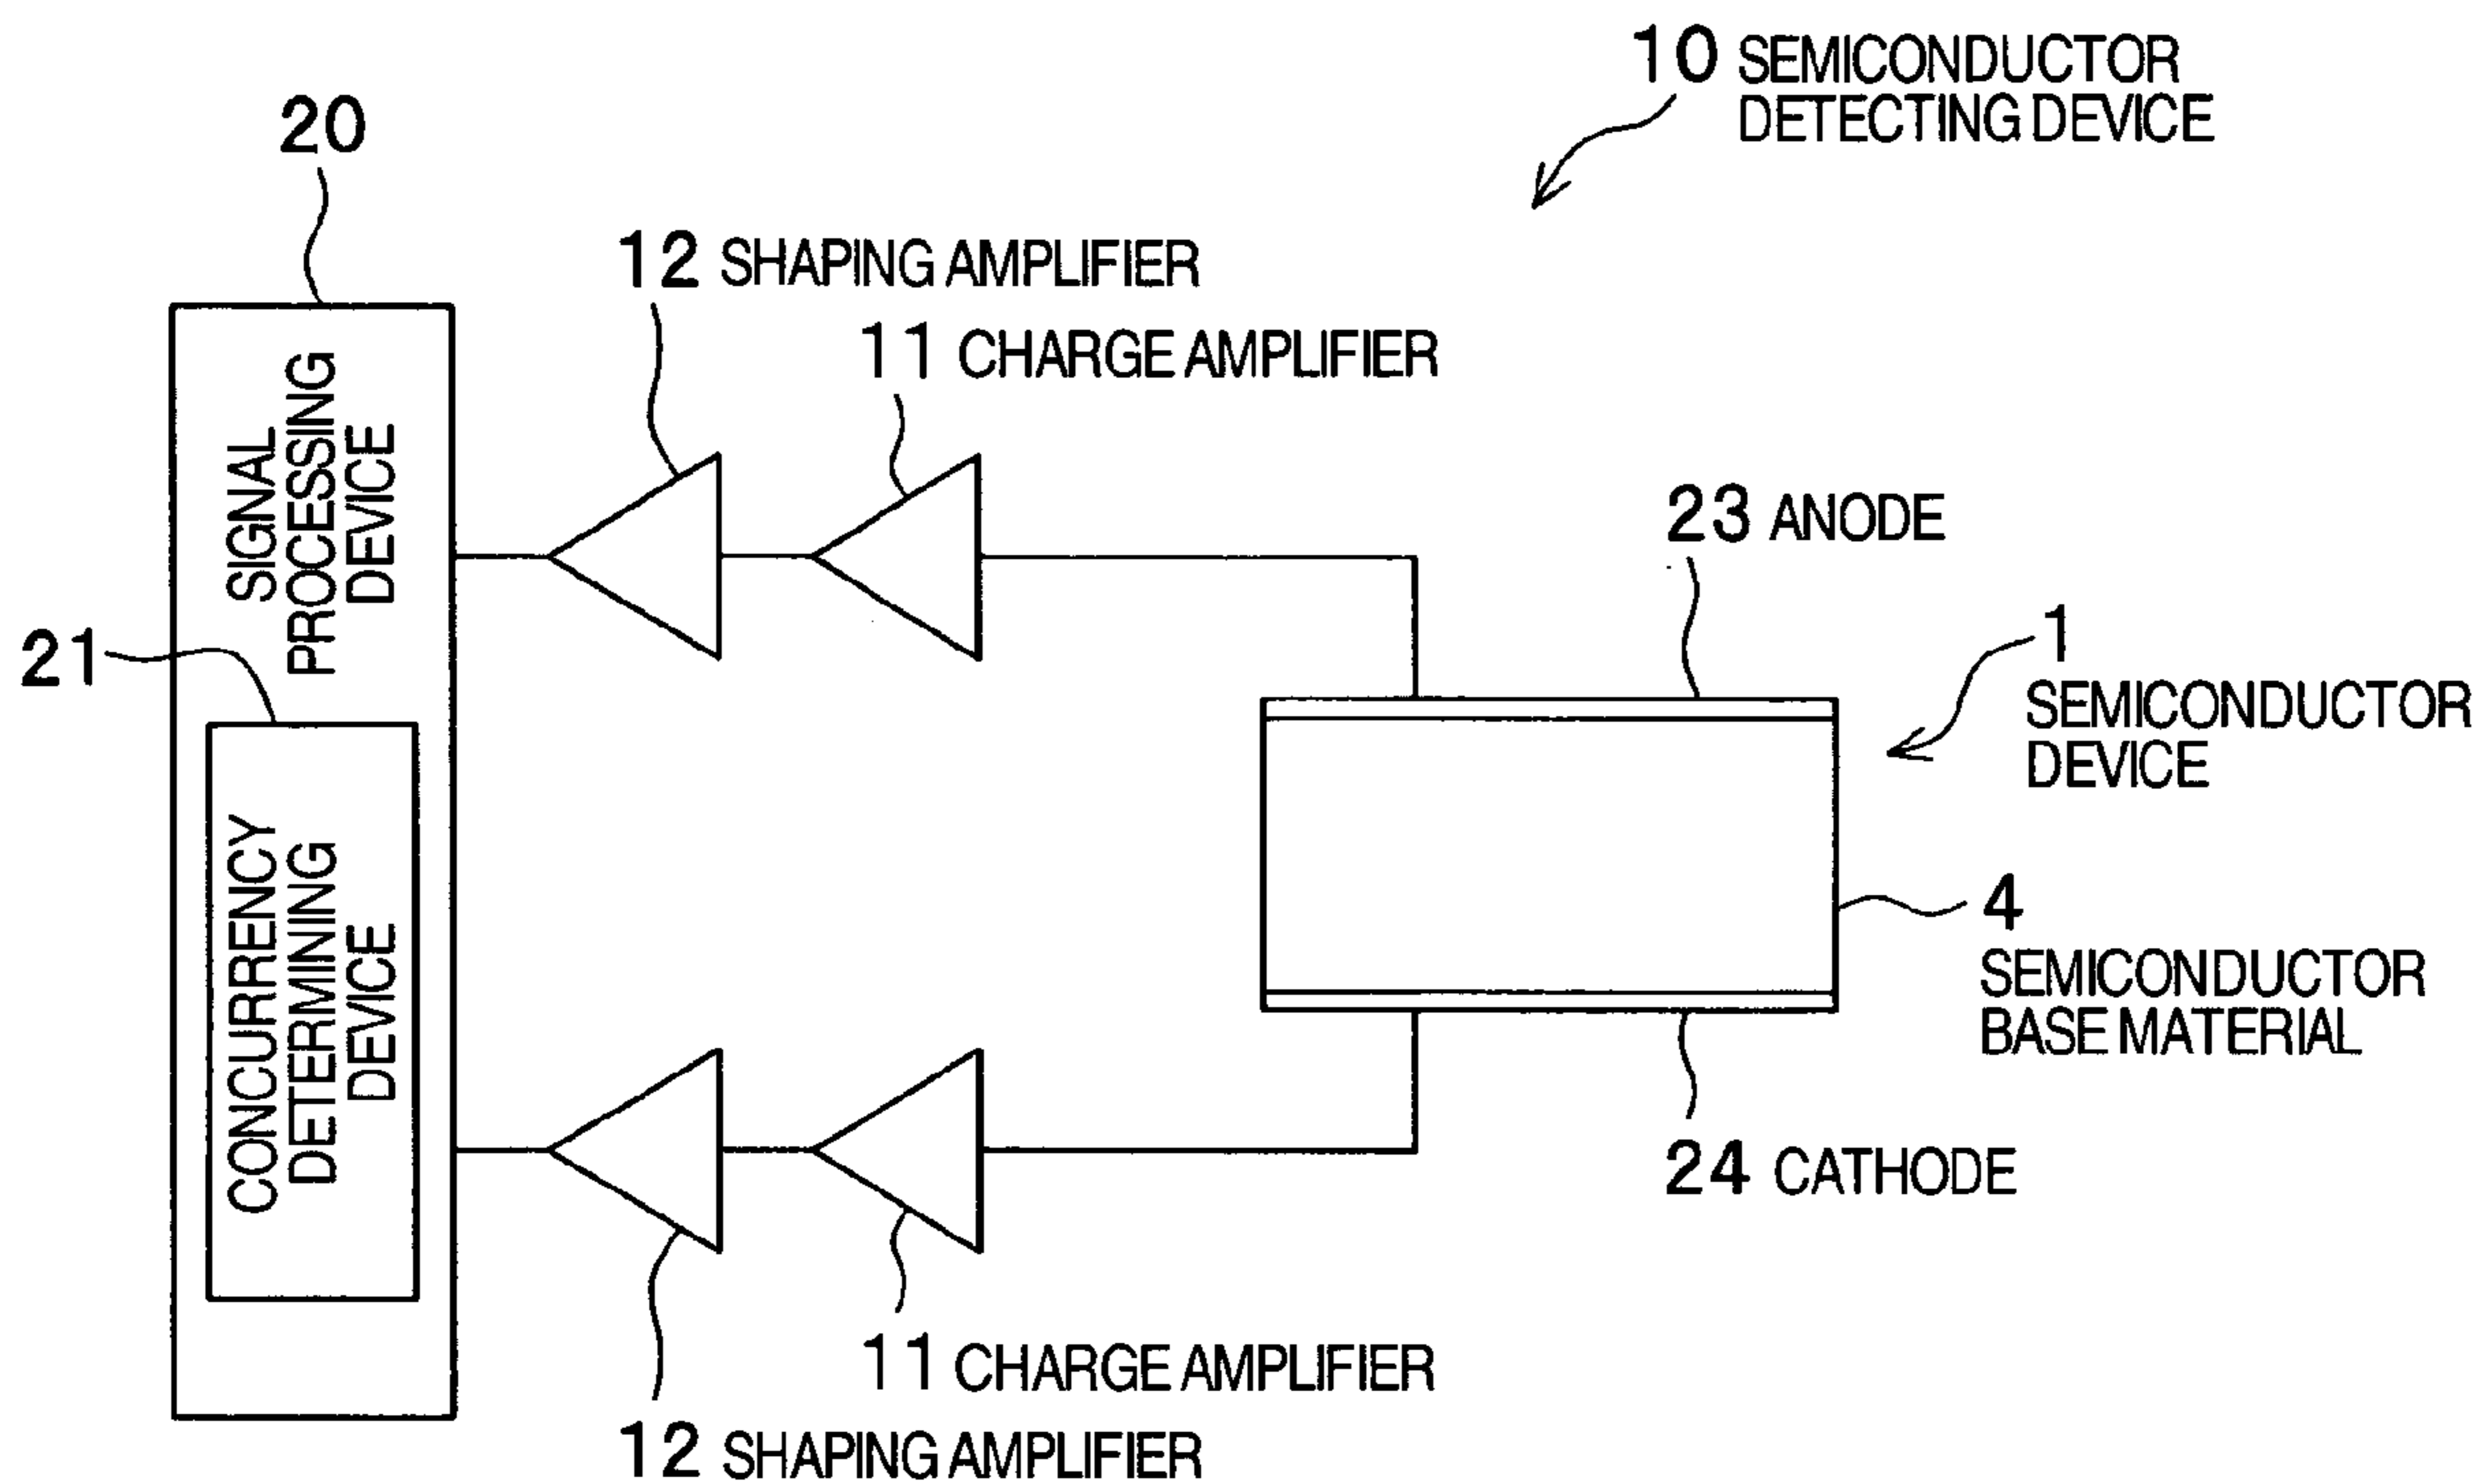 10 SEMICONDUCTOR
DETECTING DEVICE
20
12 SHAPING AMPLIFIER
11 CHARGE AMPLIFIER
SIGNAL
PROCESSING
DEVICE
23 ANODE
21
1
SEMICONDUCTOR
DEVICE
CONCURRENCY
DETERMINING
DEVICE
4
SEMICONDUCTOR
BASE MATERIAL
24 CATHODE
11 CHARGE AMPLIFIER
12 SHAPING AMPLIFIER